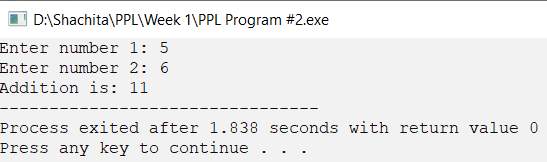 D:\Shachita\PPL\Week 1\PPL Program #2.exe
Enter number 1: 5
Enter number 2: 6
Addition is: 11
--------------------------------
Process exited after 1.838 seconds with return value 0
Press any key to continue . . .